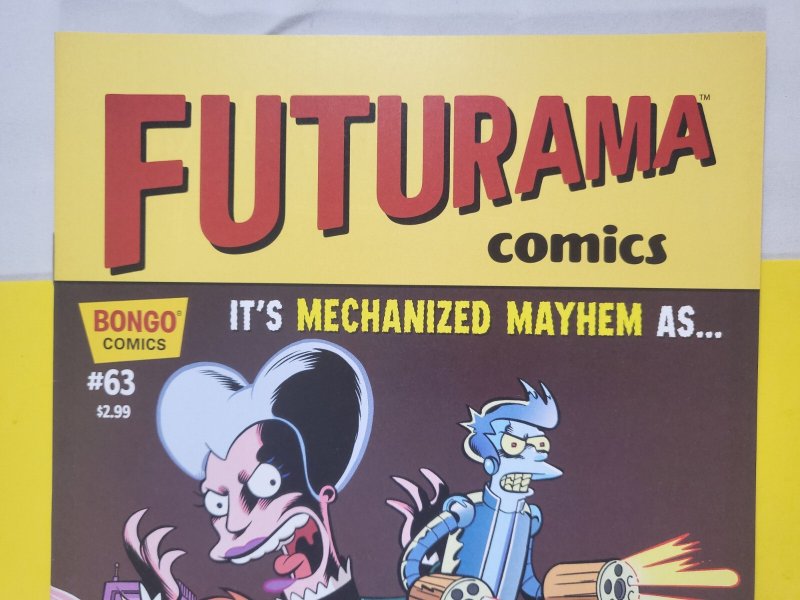 FUTURAMA™
comics
BONGO®
COMICS
#63
$2.99
IT'S MECHANIZED MAYHEM AS...